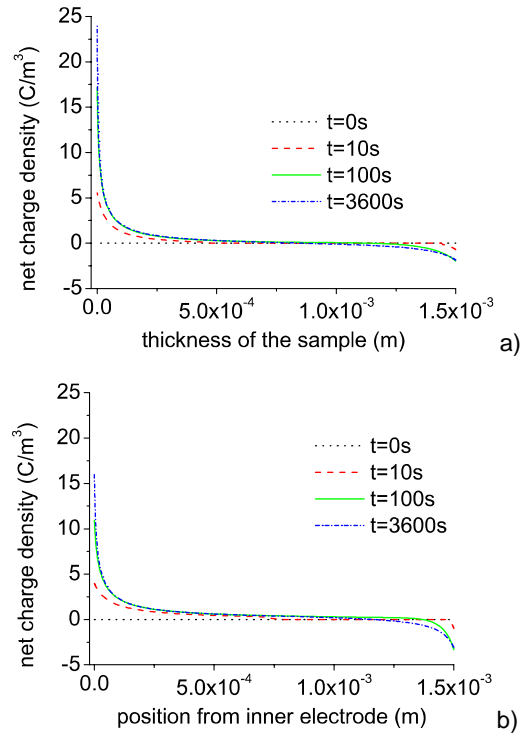 25
20
15
10
5
0
-5
net charge density (C/m³)
t=0s
t=10s
t=100s
t=3600s
0.0
5.0x10⁻⁴
1.0x10⁻³
1.5x10⁻³
thickness of the sample (m)
a)
25
20
15
10
5
0
-5
net charge density (C/m³)
t=0s
t=10s
t=100s
t=3600s
0.0
5.0x10⁻⁴
1.0x10⁻³
1.5x10⁻³
position from inner electrode (m)
b)